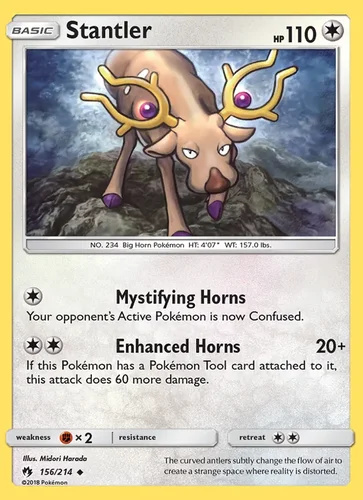 BASIC Stantler HP 110
NO. 234 Big Horn Pokémon HT: 4'07" WT: 157.0 lbs.
Mystifying Horns
Your opponent's Active Pokémon is now Confused.
Enhanced Horns 20+
If this Pokémon has a Pokémon Tool card attached to it,
this attack does 60 more damage.
weakness × 2 resistance retreat
Illus. Midori Harada
156/214
©2018 Pokémon
The curved antlers subtly change the flow of air to
create a strange space where reality is distorted.